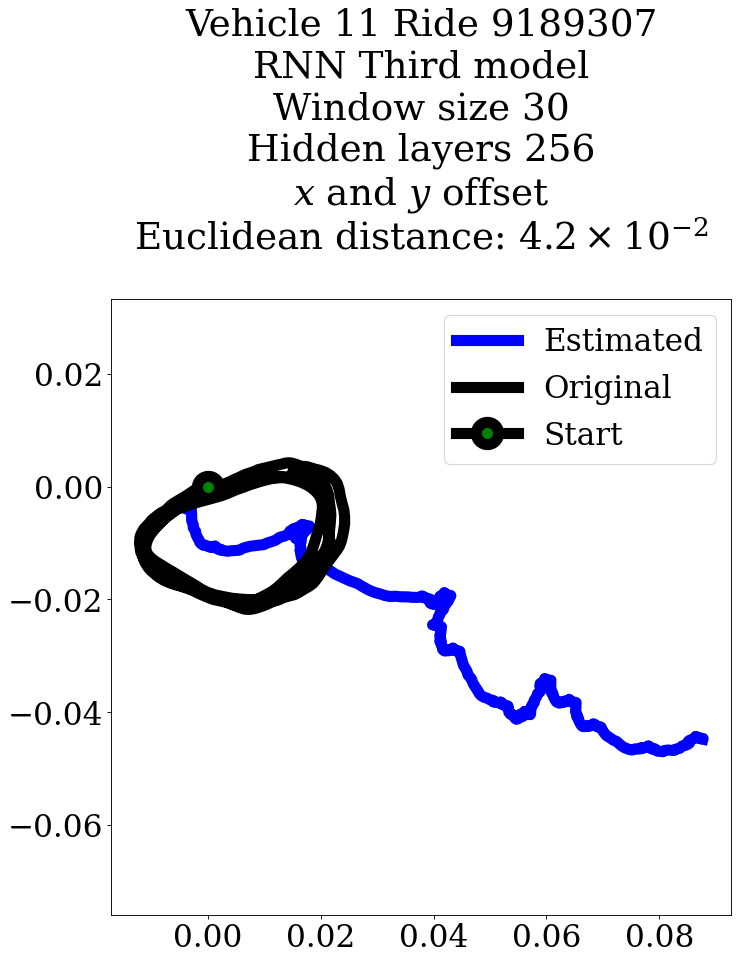 Vehicle 11 Ride 9189307
RNN Third model
Window size 30
Hidden layers 256
x and y offset
Euclidean distance: 4.2 × 10⁻²
Estimated
Original
Start
0.02
0.00
−0.02
−0.04
−0.06
0.00 0.02 0.04 0.06 0.08